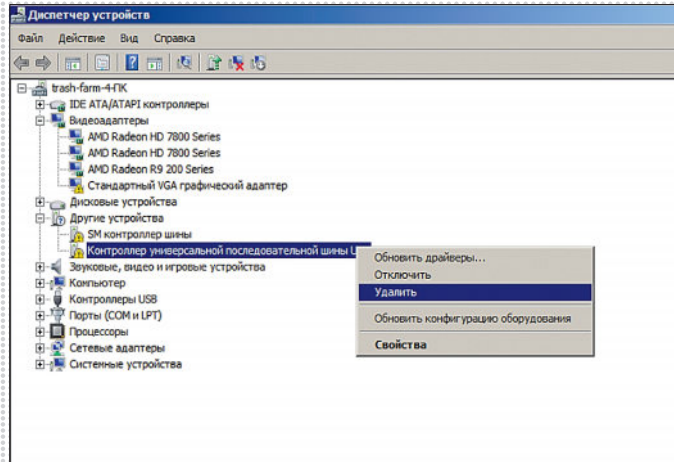 Диспетчер устройств
Файл Действие Вид Справка
trash-farm-4-ПК
IDE ATA/ATAPI контроллеры
Видеоадаптеры
AMD Radeon HD 7800 Series
AMD Radeon HD 7800 Series
AMD Radeon R9 200 Series
Стандартный VGA графический адаптер
Дисковые устройства
Другие устройства
SM контроллер шины
Контроллер универсальной последовательной шины U
Звуковые, видео и игровые устройства
Компьютер
Контроллеры USB
Порты (COM и LPT)
Процессоры
Сетевые адаптеры
Системные устройства
Обновить драйверы...
Отключить
Удалить
Обновить конфигурацию оборудования
Свойства